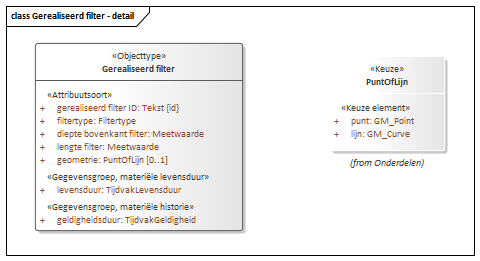 class Gerealiseerd filter - detail
«Objecttype»
Gerealiseerd filter
«Attribuutsoort»
+ gerealiseerd filter ID: Tekst {id}
+ filtertype: Filtertype
+ diepte bovenkant filter: Meetwaarde
+ lengte filter: Meetwaarde
+ geometrie: PuntOfLijn [0..1]
«Gegevensgroep, materiële levensduur»
+ levensduur: TijdvakLevensduur
«Gegevensgroep, materiële historie»
+ geldigheidsduur: TijdvakGeldigheid
«Keuze»
PuntOfLijn
«Keuze element»
+ punt: GM_Point
+ lijn: GM_Curve
(from Onderdelen)